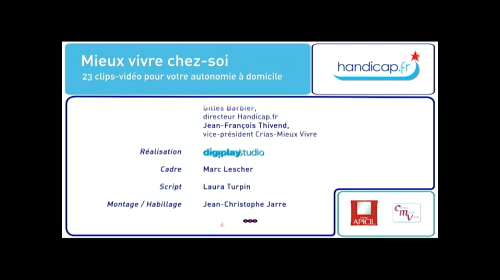 Mieux vivre chez-soi
23 clips-vidéo pour votre autonomie à domicile
handicap.fr
Gilles Barbier,
directeur Handicap.fr
Jean-François Thivend,
vice-président Crias-Mieux Vivre
Réalisation digiplaystudio
Cadre Marc Lescher
Script Laura Turpin
Montage / Habillage Jean-Christophe Jarre
APICIL